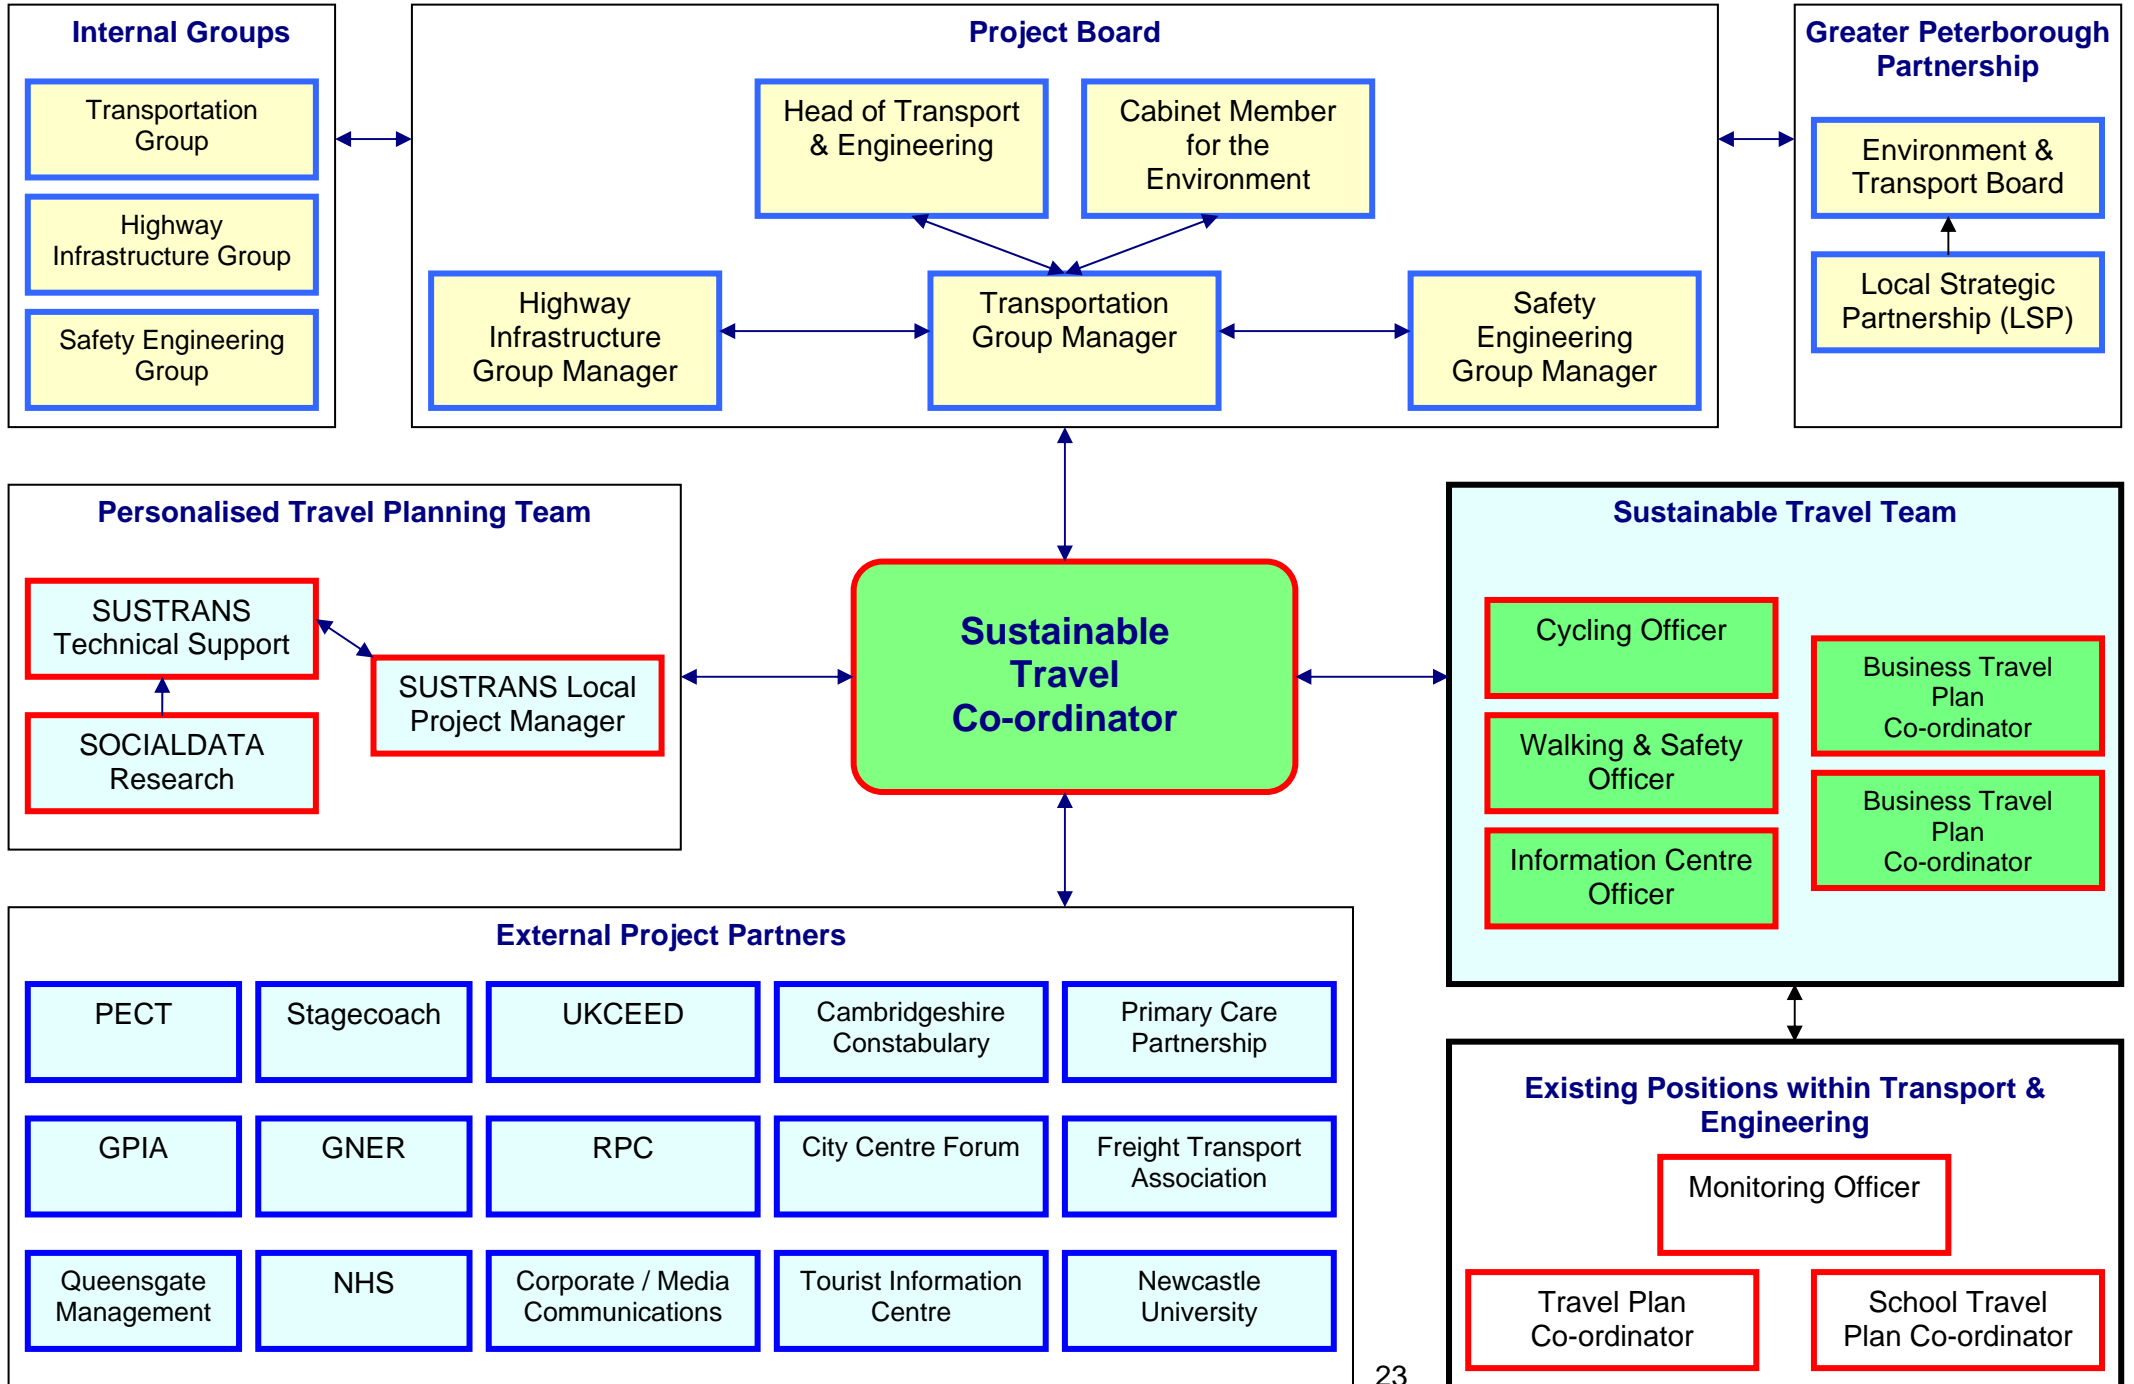 Internal Groups
Transportation
Group
Highway
Infrastructure Group
Safety Engineering
Group
Project Board
Head of Transport
& Engineering
Cabinet Member
for the
Environment
Highway
Infrastructure
Group Manager
Transportation
Group Manager
Safety
Engineering
Group Manager
Greater Peterborough
Partnership
Environment &
Transport Board
Local Strategic
Partnership (LSP)
Personalised Travel Planning Team
SUSTRANS
Technical Support
SUSTRANS Local
Project Manager
SOCIALDATA
Research
Sustainable
Travel
Co-ordinator
Sustainable Travel Team
Cycling Officer
Walking & Safety
Officer
Information Centre
Officer
Business Travel
Plan
Co-ordinator
Business Travel
Plan
Co-ordinator
External Project Partners
PECT
Stagecoach
UKCEED
Cambridgeshire
Constabulary
Primary Care
Partnership
GPIA
GNER
RPC
City Centre Forum
Freight Transport
Association
Queensgate
Management
NHS
Corporate / Media
Communications
Tourist Information
Centre
Newcastle
University
Existing Positions within Transport &
Engineering
Monitoring Officer
Travel Plan
Co-ordinator
School Travel
Plan Co-ordinator
23